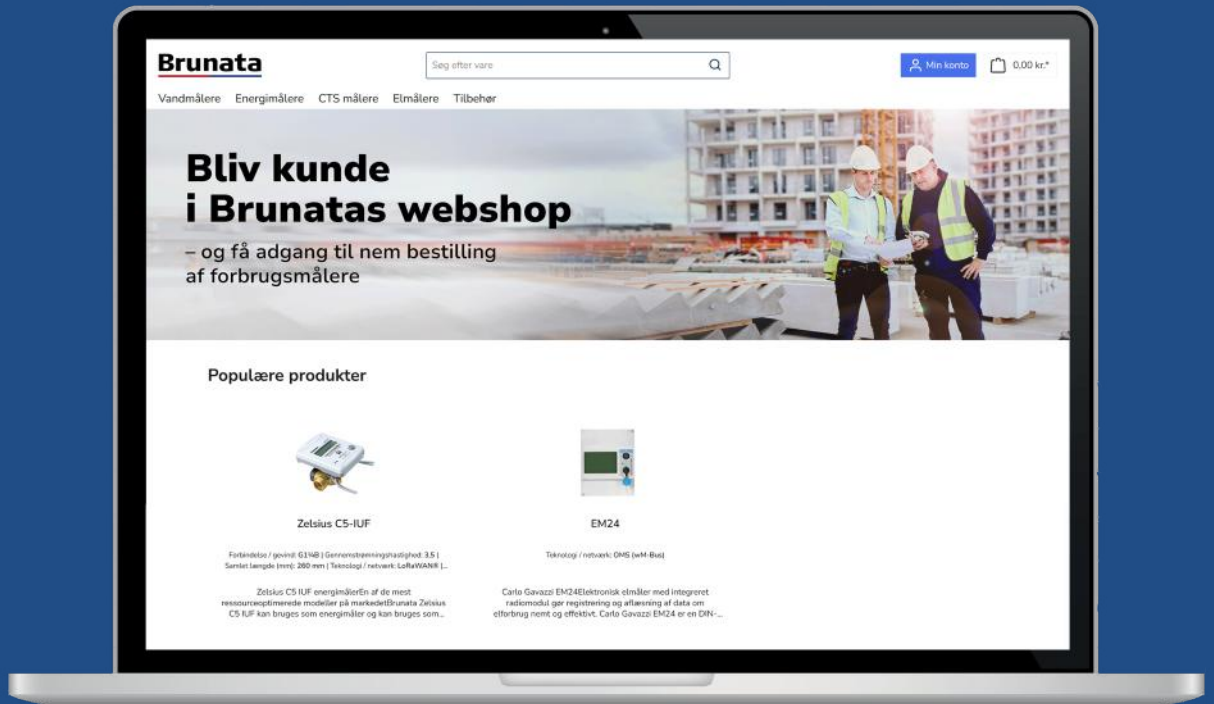 Brunata
Søg efter vare
Min konto
0,00 kr.*
Vandmålere Energimålere CTS målere Elmålere Tilbehør
Bliv kunde
i Brunatas webshop
– og få adgang til nem bestilling
af forbrugsmålere
Populære produkter
Zelsius C5-IUF
Forbindelse / gevind: G1¼B | Gennemstrømningshastighed: 3,5 |
Samlet længde (mm): 260 mm | Teknologi / netværk: LoRaWAN® |...
Zelsius C5 IUF energimålerEn af de mest
ressourceoptimerede modeller på markedetBrunata Zelsius
C5 IUF kan bruges som energimåler og kan bruges som...
EM24
Teknologi / netværk: OMS (wM-Bus)
Carlo Gavazzi EM24Elektronisk elmåler med integreret
radiomodul gør registrering og aflæsning af data om
elforbrug nemt og effektivt. Carlo Gavazzi EM24 er en DIN-...